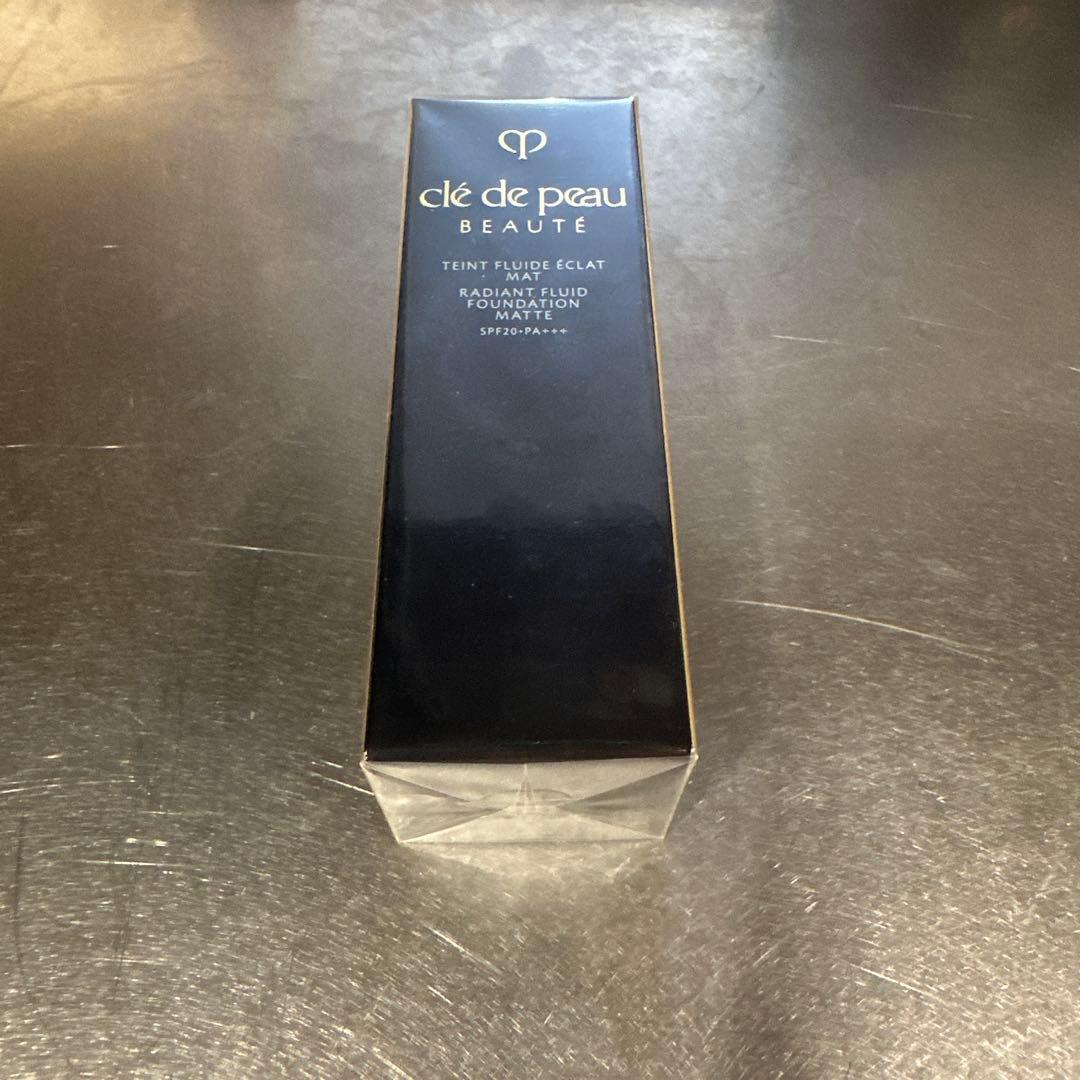 clé de peau
BEAUTÉ
TEINT FLUIDE ÉCLAT
MAT
RADIANT FLUID
FOUNDATION
MATTE
SPF20•PA+++